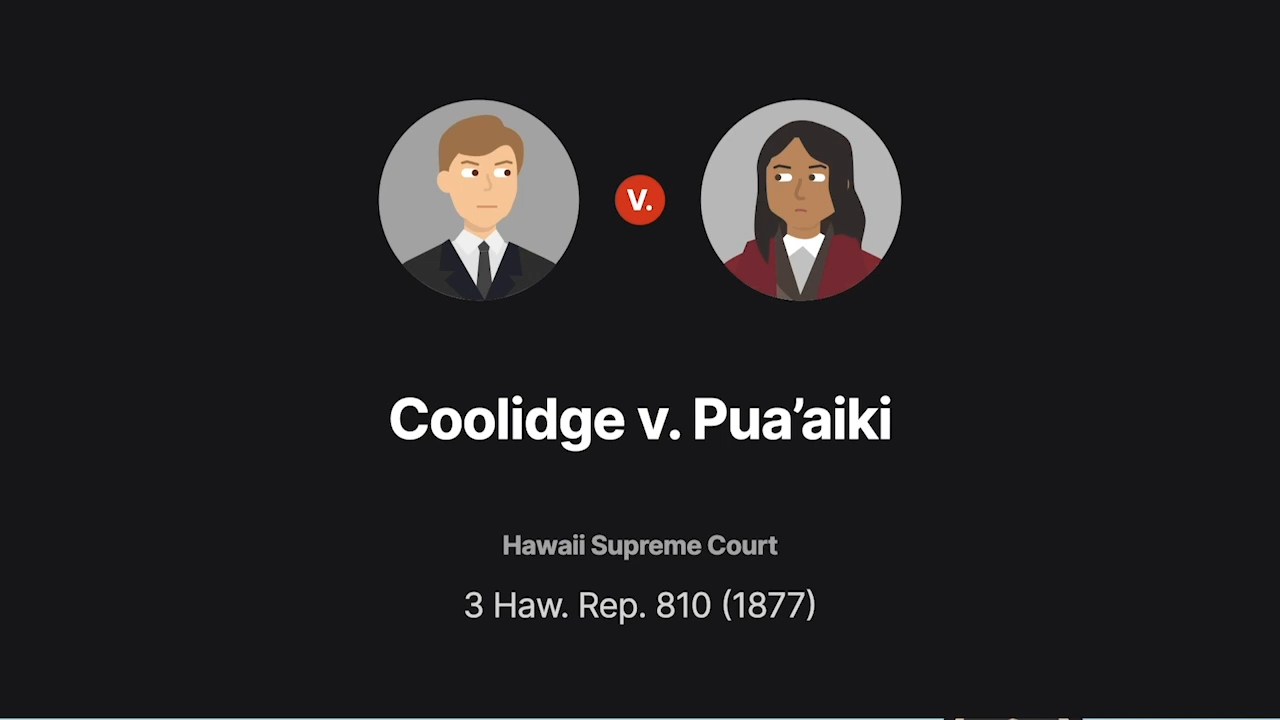 V.
Coolidge v. Pua’aiki
Hawaii Supreme Court
3 Haw. Rep. 810 (1877)